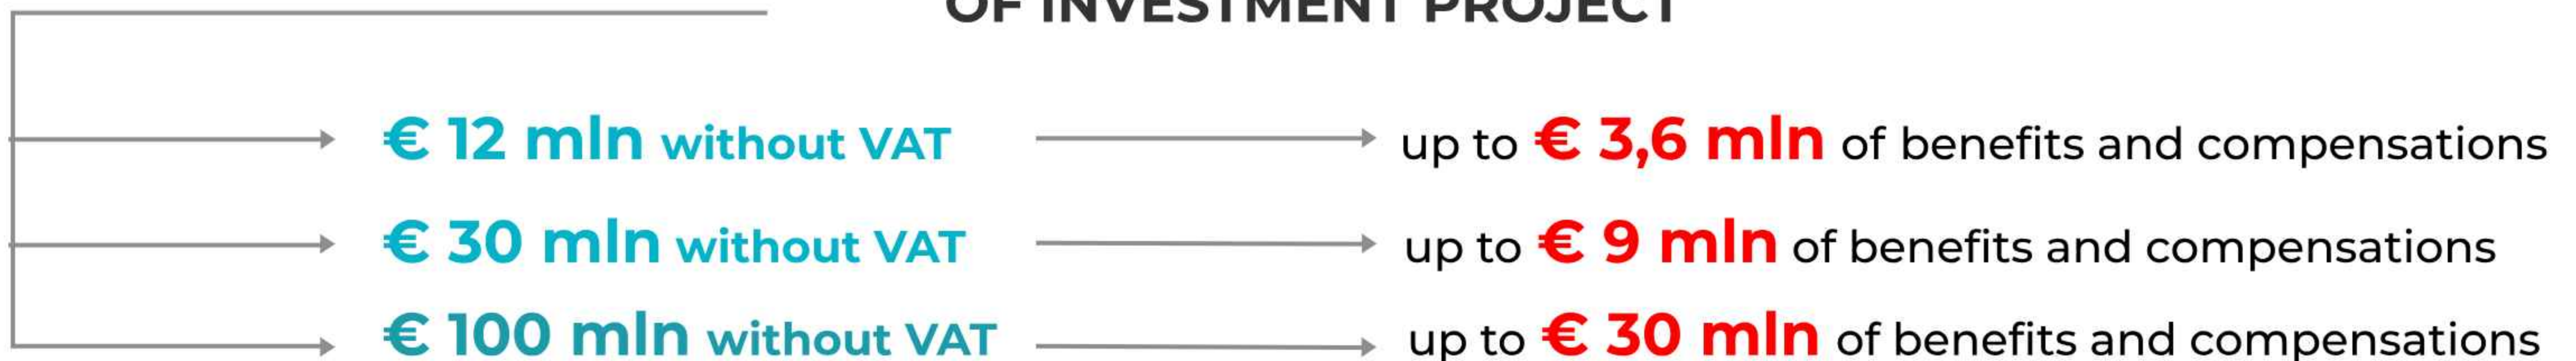 OF INVESTMENT PROJECT
€ 12 mln without VAT up to € 3,6 mln of benefits and compensations
€ 30 mln without VAT up to € 9 mln of benefits and compensations
€ 100 mln without VAT up to € 30 mln of benefits and compensations